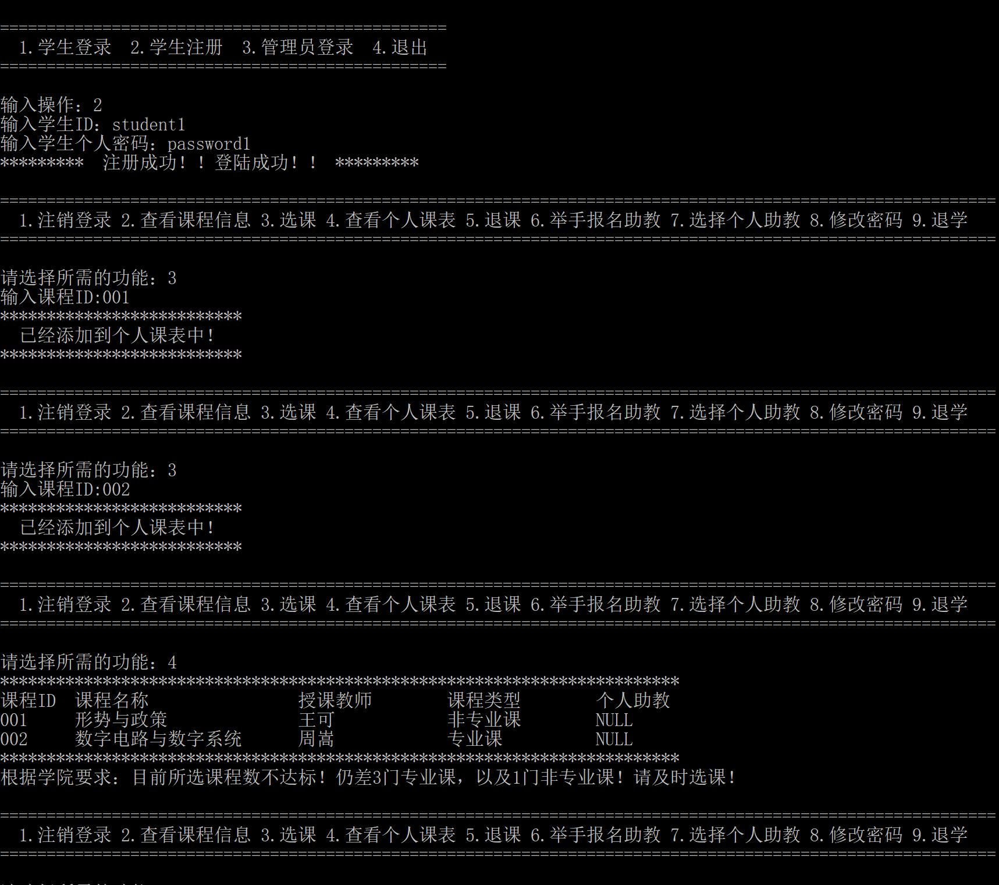 ================================================
1.学生登录  2.学生注册  3.管理员登录  4.退出
================================================
输入操作：2
输入学生ID：student1
输入学生个人密码：password1
*********  注册成功！！登陆成功！！ *********
===========================================================================================================
1.注销登录 2.查看课程信息 3.选课 4.查看个人课表 5.退课 6.举手报名助教 7.选择个人助教 8.修改密码 9.退学
===========================================================================================================
请选择所需的功能：3
输入课程ID:001
**************************
已经添加到个人课表中！
**************************
===========================================================================================================
1.注销登录 2.查看课程信息 3.选课 4.查看个人课表 5.退课 6.举手报名助教 7.选择个人助教 8.修改密码 9.退学
===========================================================================================================
请选择所需的功能：3
输入课程ID:002
**************************
已经添加到个人课表中！
**************************
===========================================================================================================
1.注销登录 2.查看课程信息 3.选课 4.查看个人课表 5.退课 6.举手报名助教 7.选择个人助教 8.修改密码 9.退学
===========================================================================================================
请选择所需的功能：4
*************************************************************************
课程ID  课程名称                授课教师        课程类型        个人助教
001     形势与政策              王可            非专业课        NULL
002     数字电路与数字系统      周嵩            专业课          NULL
*************************************************************************
根据学院要求：目前所选课程数不达标！仍差3门专业课，以及1门非专业课！请及时选课！
===========================================================================================================
1.注销登录 2.查看课程信息 3.选课 4.查看个人课表 5.退课 6.举手报名助教 7.选择个人助教 8.修改密码 9.退学
===========================================================================================================